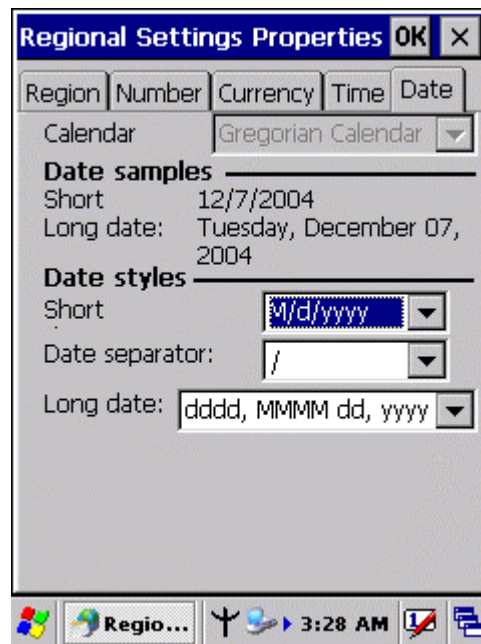 Regional Settings Properties OK ×
Region Number Currency Time Date
Calendar Gregorian Calendar
Date samples
Short 12/7/2004
Long date: Tuesday, December 07,
2004
Date styles
Short M/d/yyyy
Date separator: /
Long date: dddd, MMMM dd, yyyy
Regio... 3:28 AM